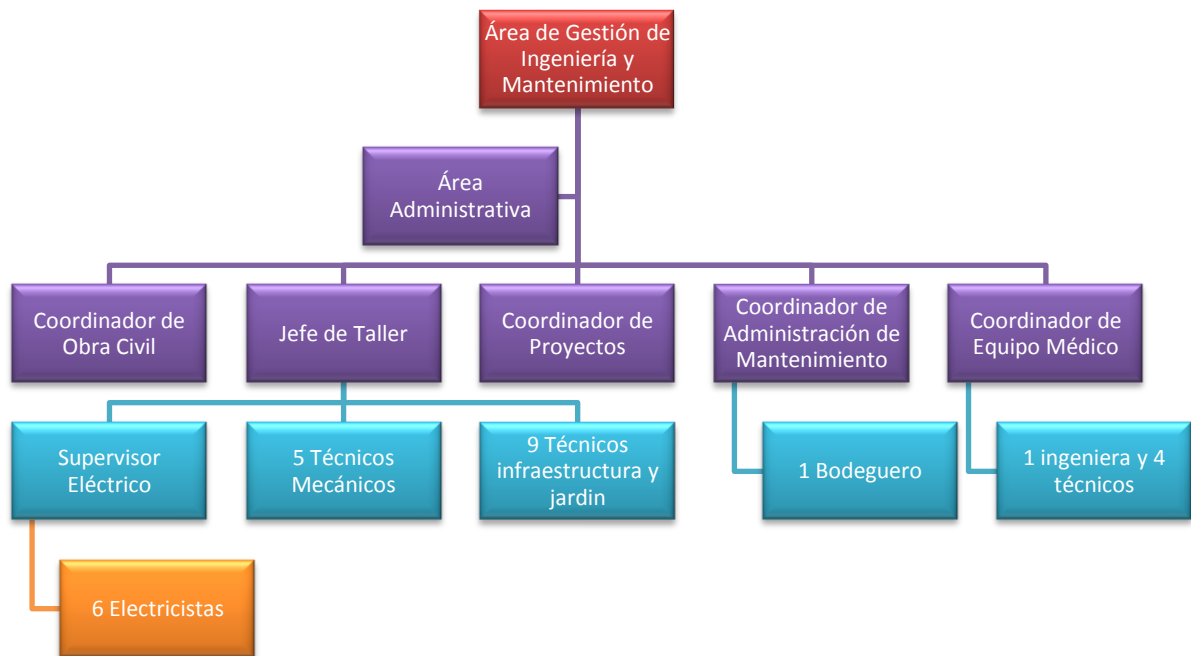 Área de Gestión de
Ingeniería y
Mantenimiento
Área
Administrativa
Coordinador de
Obra Civil
Jefe de Taller
Coordinador de
Proyectos
Coordinador de
Administración de
Mantenimiento
Coordinador de
Equipo Médico
Supervisor
Eléctrico
5 Técnicos
Mecánicos
9 Técnicos
infraestructura y
jardin
1 Bodeguero
1 ingeniera y 4
técnicos
6 Electricistas